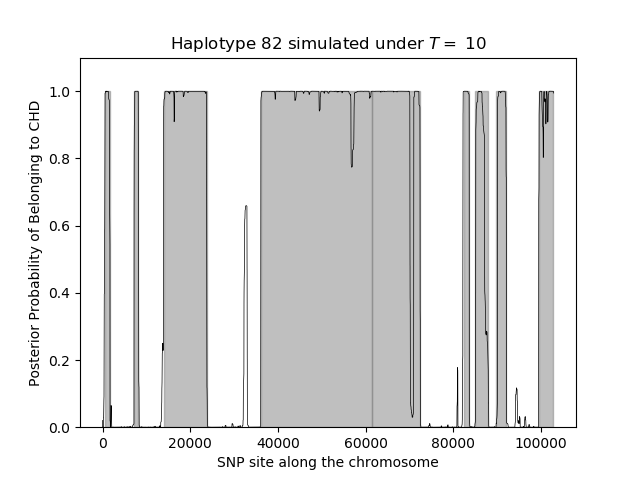 Haplotype 82 simulated under T = 10
Posterior Probability of Belonging to CHD
1.0
0.8
0.6
0.4
0.2
0.0
0 20000 40000 60000 80000 100000
SNP site along the chromosome